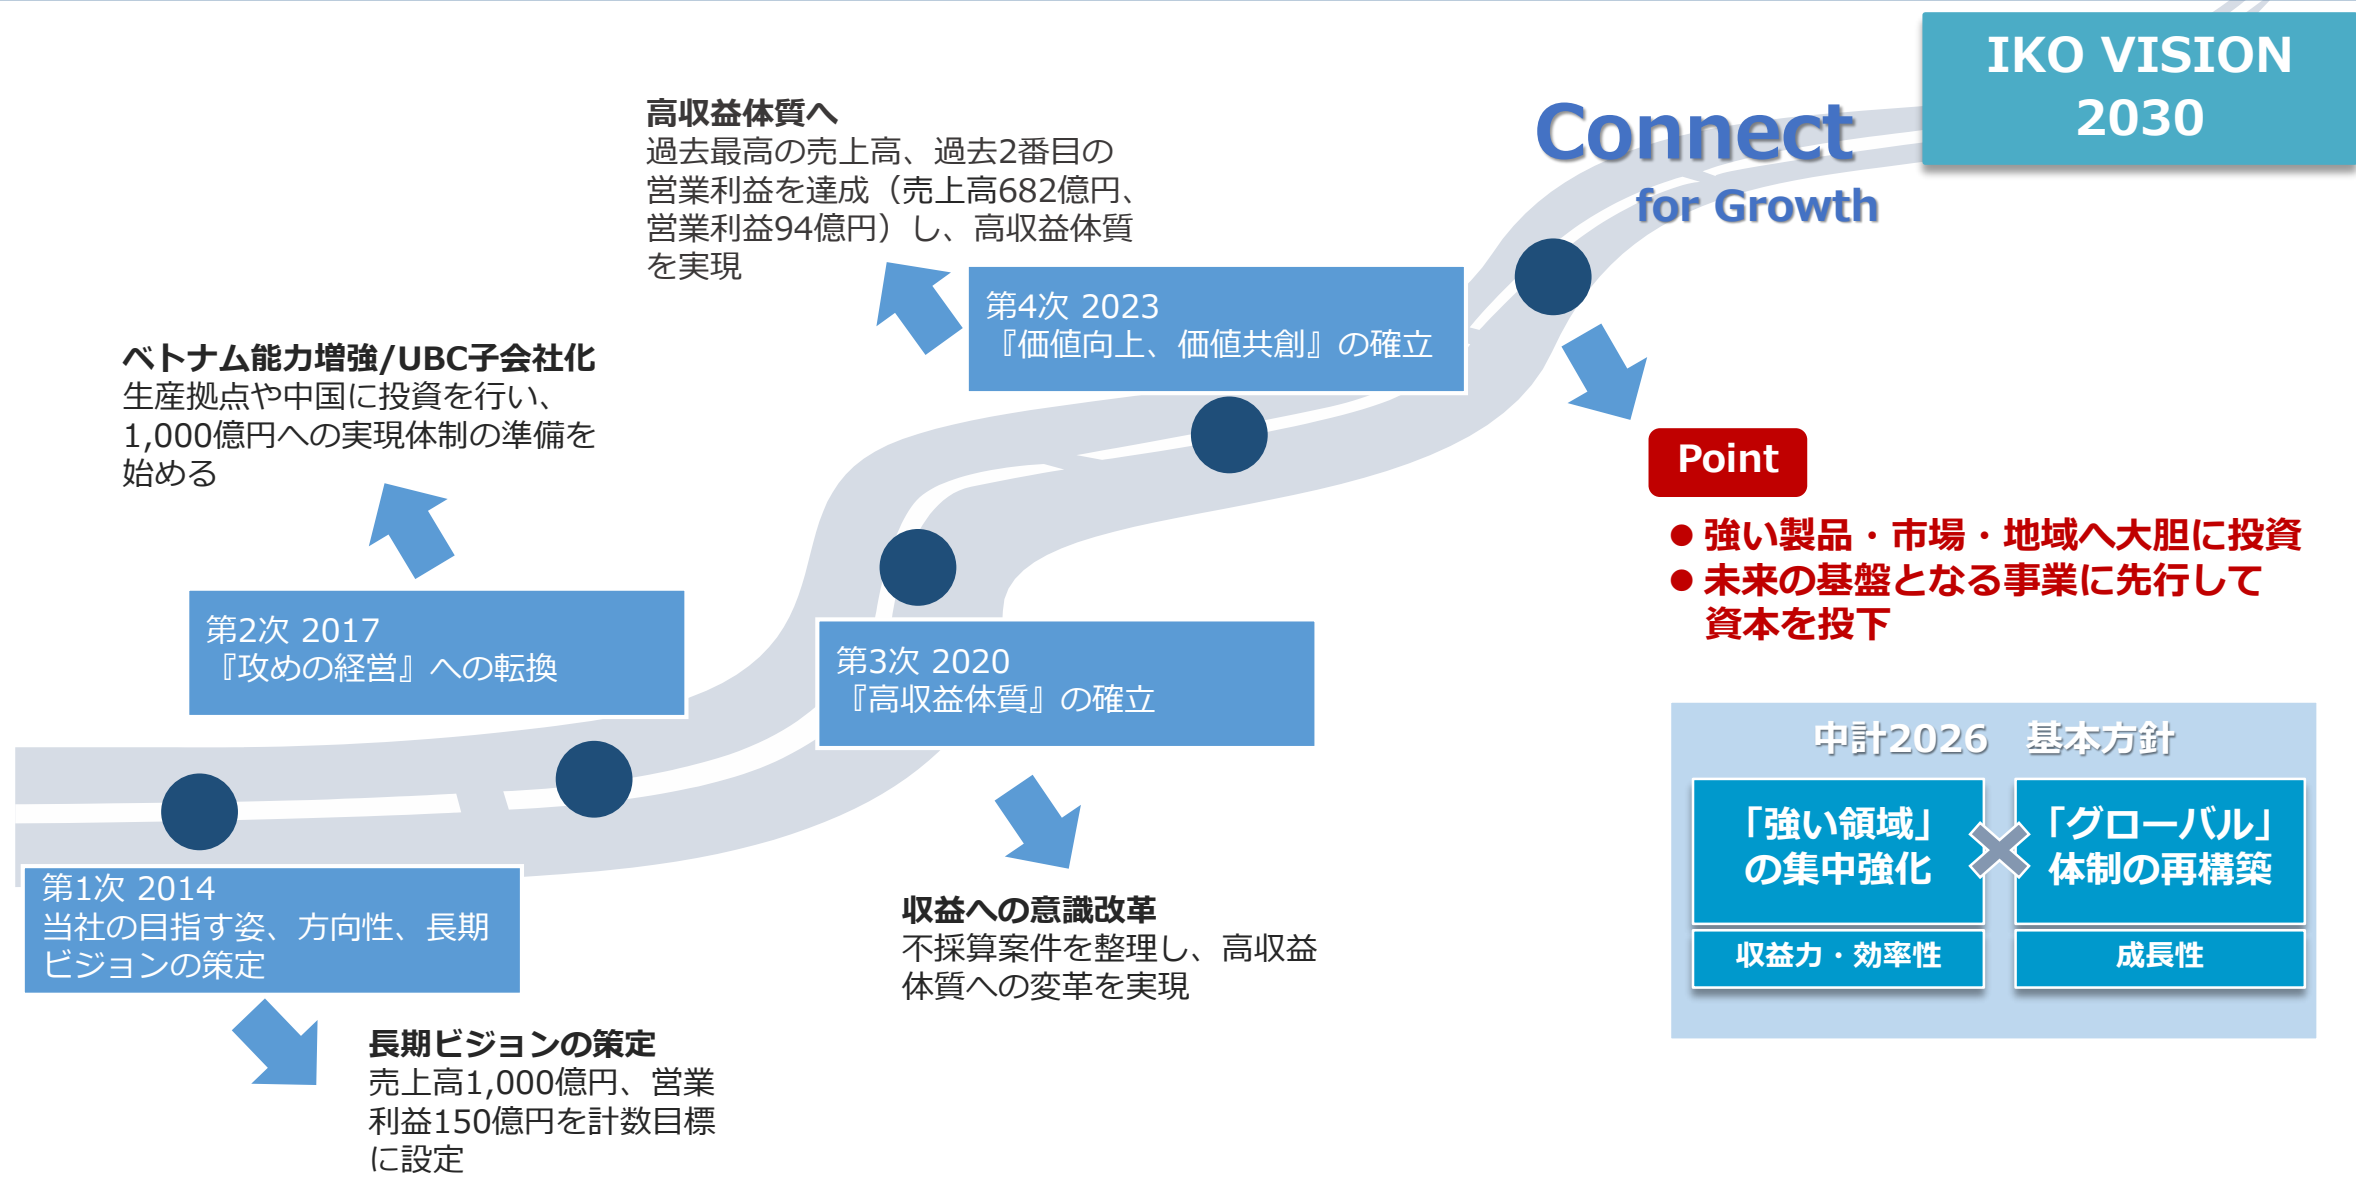 IKO VISION
2030
Connect
for Growth
高収益体質へ
過去最高の売上高、過去2番目の
営業利益を達成（売上高682億円、
営業利益94億円）し、高収益体質
を実現
第4次 2023
『価値向上、価値共創』の確立
ベトナム能力増強/UBC子会社化
生産拠点や中国に投資を行い、
1,000億円への実現体制の準備を
始める
第2次 2017
『攻めの経営』への転換
第3次 2020
『高収益体質』の確立
収益への意識改革
不採算案件を整理し、高収益
体質への変革を実現
第1次 2014
当社の目指す姿、方向性、長期
ビジョンの策定
長期ビジョンの策定
売上高1,000億円、営業
利益150億円を計数目標
に設定
Point
● 強い製品・市場・地域へ大胆に投資
● 未来の基盤となる事業に先行して
資本を投下
中計2026　基本方針
「強い領域」
の集中強化
収益力・効率性
「グローバル」
体制の再構築
成長性